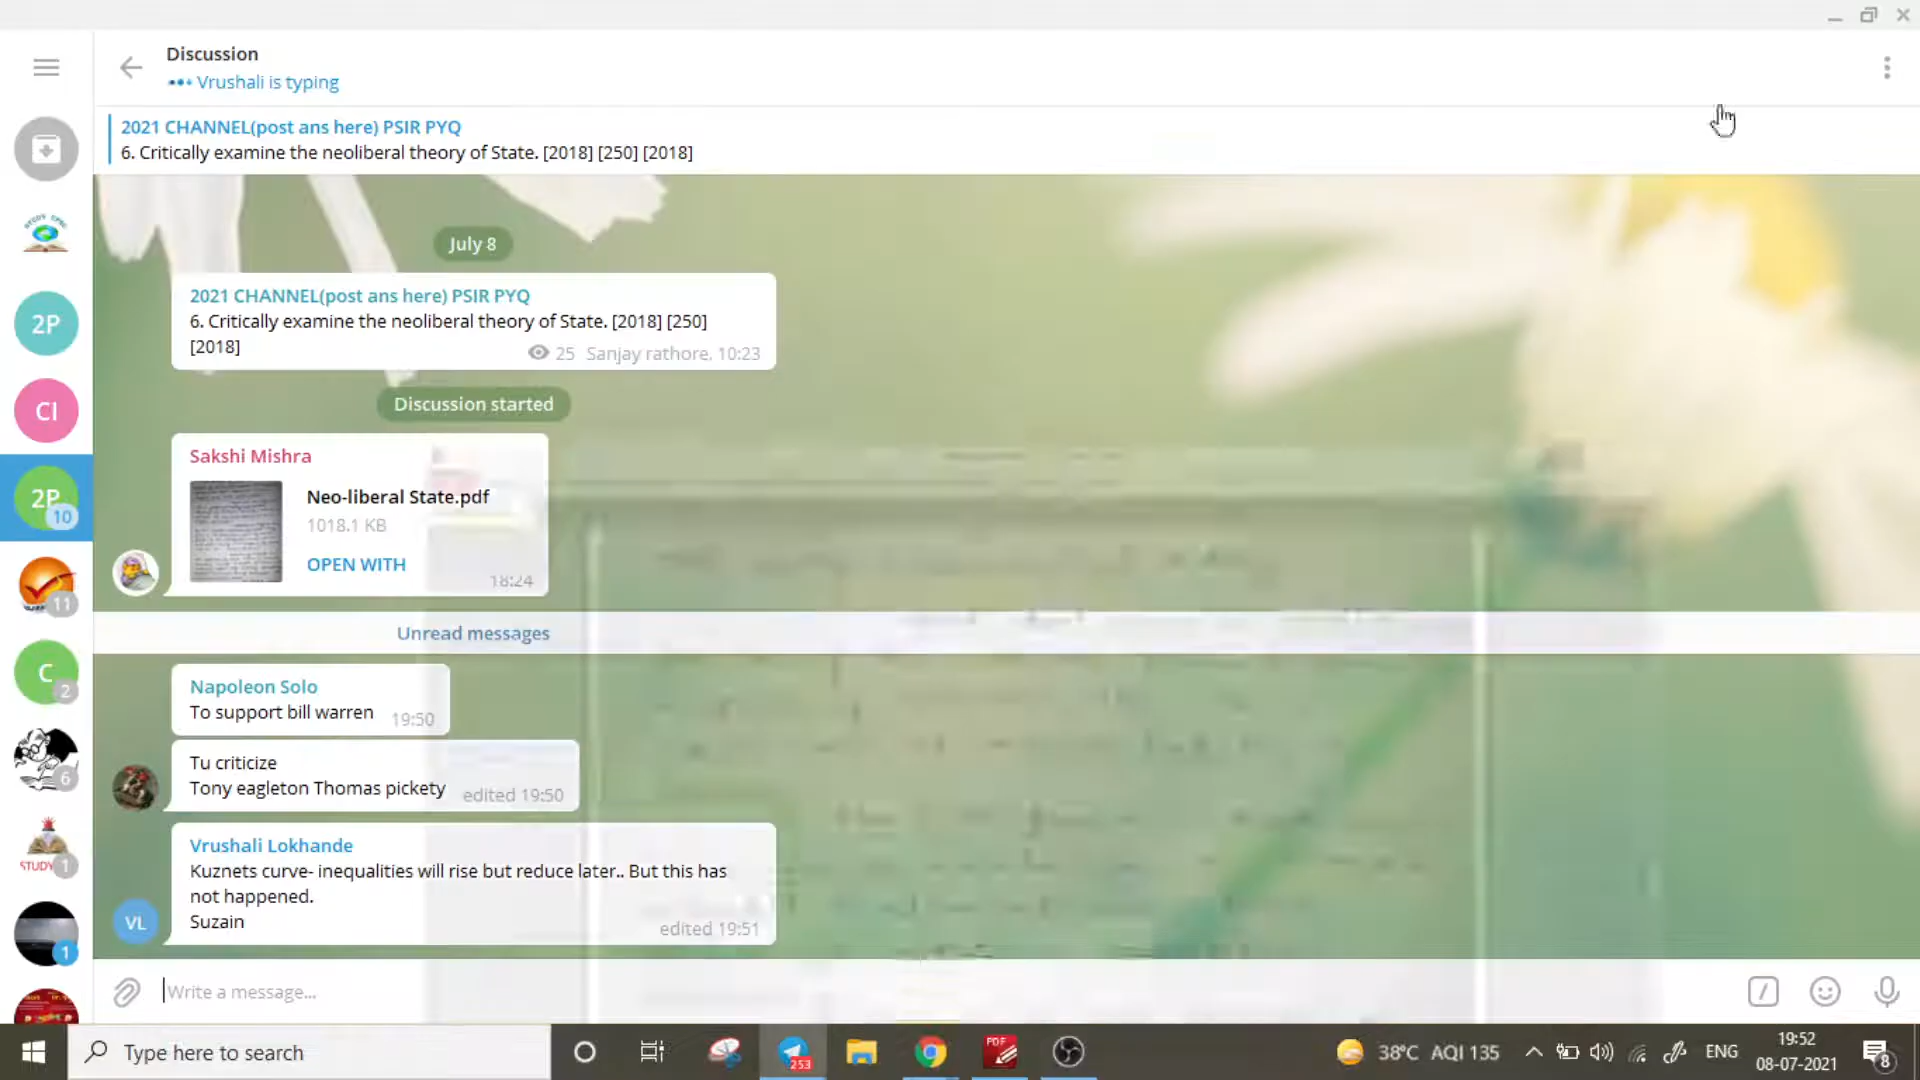 Discussion
Vrushali is typing
2021 CHANNEL(post ans here) PSIR PYQ
6. Critically examine the neoliberal theory of State. [2018] [250] [2018]
July 8
2021 CHANNEL(post ans here) PSIR PYQ
6. Critically examine the neoliberal theory of State. [2018] [250]
[2018]
25 Sanjay rathore, 10:23
Discussion started
Sakshi Mishra
Neo-liberal State.pdf
1018.1 KB
OPEN WITH
18:24
Unread messages
Napoleon Solo
To support bill warren 19:50
Tu criticize
Tony eagleton Thomas pickety edited 19:50
Vrushali Lokhande
Kuznets curve- inequalities will rise but reduce later.. But this has
not happened.
Suzain
edited 19:51
VL
Write a message...
2P
CI
2P
10
11
C
2
6
STUDY
1
1
Type here to search
253
PDF
38°C AQI 135
ENG
19:52
08-07-2021
8